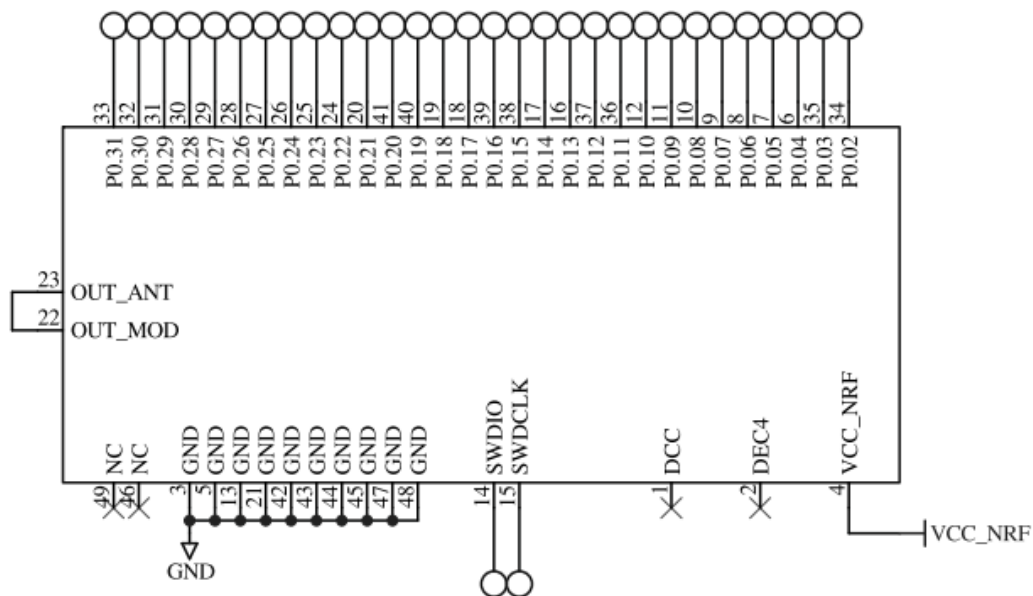 33 32 31 30 29 28 27 26 25 24 20 41 40 19 18 39 38 17 16 37 36 12 11 10 9 8 7 6 35 34
P0.31 P0.30 P0.29 P0.28 P0.27 P0.26 P0.25 P0.24 P0.23 P0.22 P0.21 P0.20 P0.19 P0.18 P0.17 P0.16 P0.15 P0.14 P0.13 P0.12 P0.11 P0.10 P0.09 P0.08 P0.07 P0.06 P0.05 P0.04 P0.03 P0.02
23 OUT_ANT
22 OUT_MOD
NC NC GND GND GND GND GND GND GND GND GND GND SWDIO SWDCLK DCC DEC4 VCC_NRF
49 46 3 5 13 21 42 43 44 45 47 48 14 15 1 2 4
VCC_NRF
GND